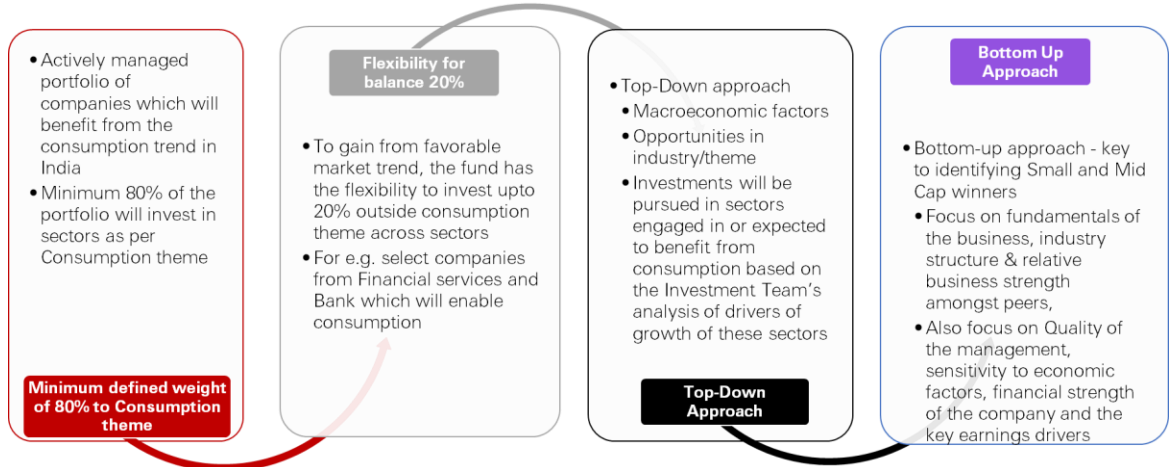 • Actively managed
portfolio of
companies which will
benefit from the
consumption trend in
India
• Minimum 80% of the
portfolio will invest in
sectors as per
Consumption theme
Minimum defined weight
of 80% to Consumption
theme
Flexibility for
balance 20%
• To gain from favorable
market trend, the fund has
the flexibility to invest upto
20% outside consumption
theme across sectors
• For e.g. select companies
from Financial services and
Bank which will enable
consumption
• Top-Down approach
• Macroeconomic factors
• Opportunities in
industry/theme
• Investments will be
pursued in sectors
engaged in or expected
to benefit from
consumption based on
the Investment Team's
analysis of drivers of
growth of these sectors
Top-Down
Approach
Bottom Up
Approach
• Bottom-up approach - key
to identifying Small and Mid
Cap winners
• Focus on fundamentals of
the business, industry
structure & relative
business strength
amongst peers,
• Also focus on Quality of
the management,
sensitivity to economic
factors, financial strength
of the company and the
key earnings drivers